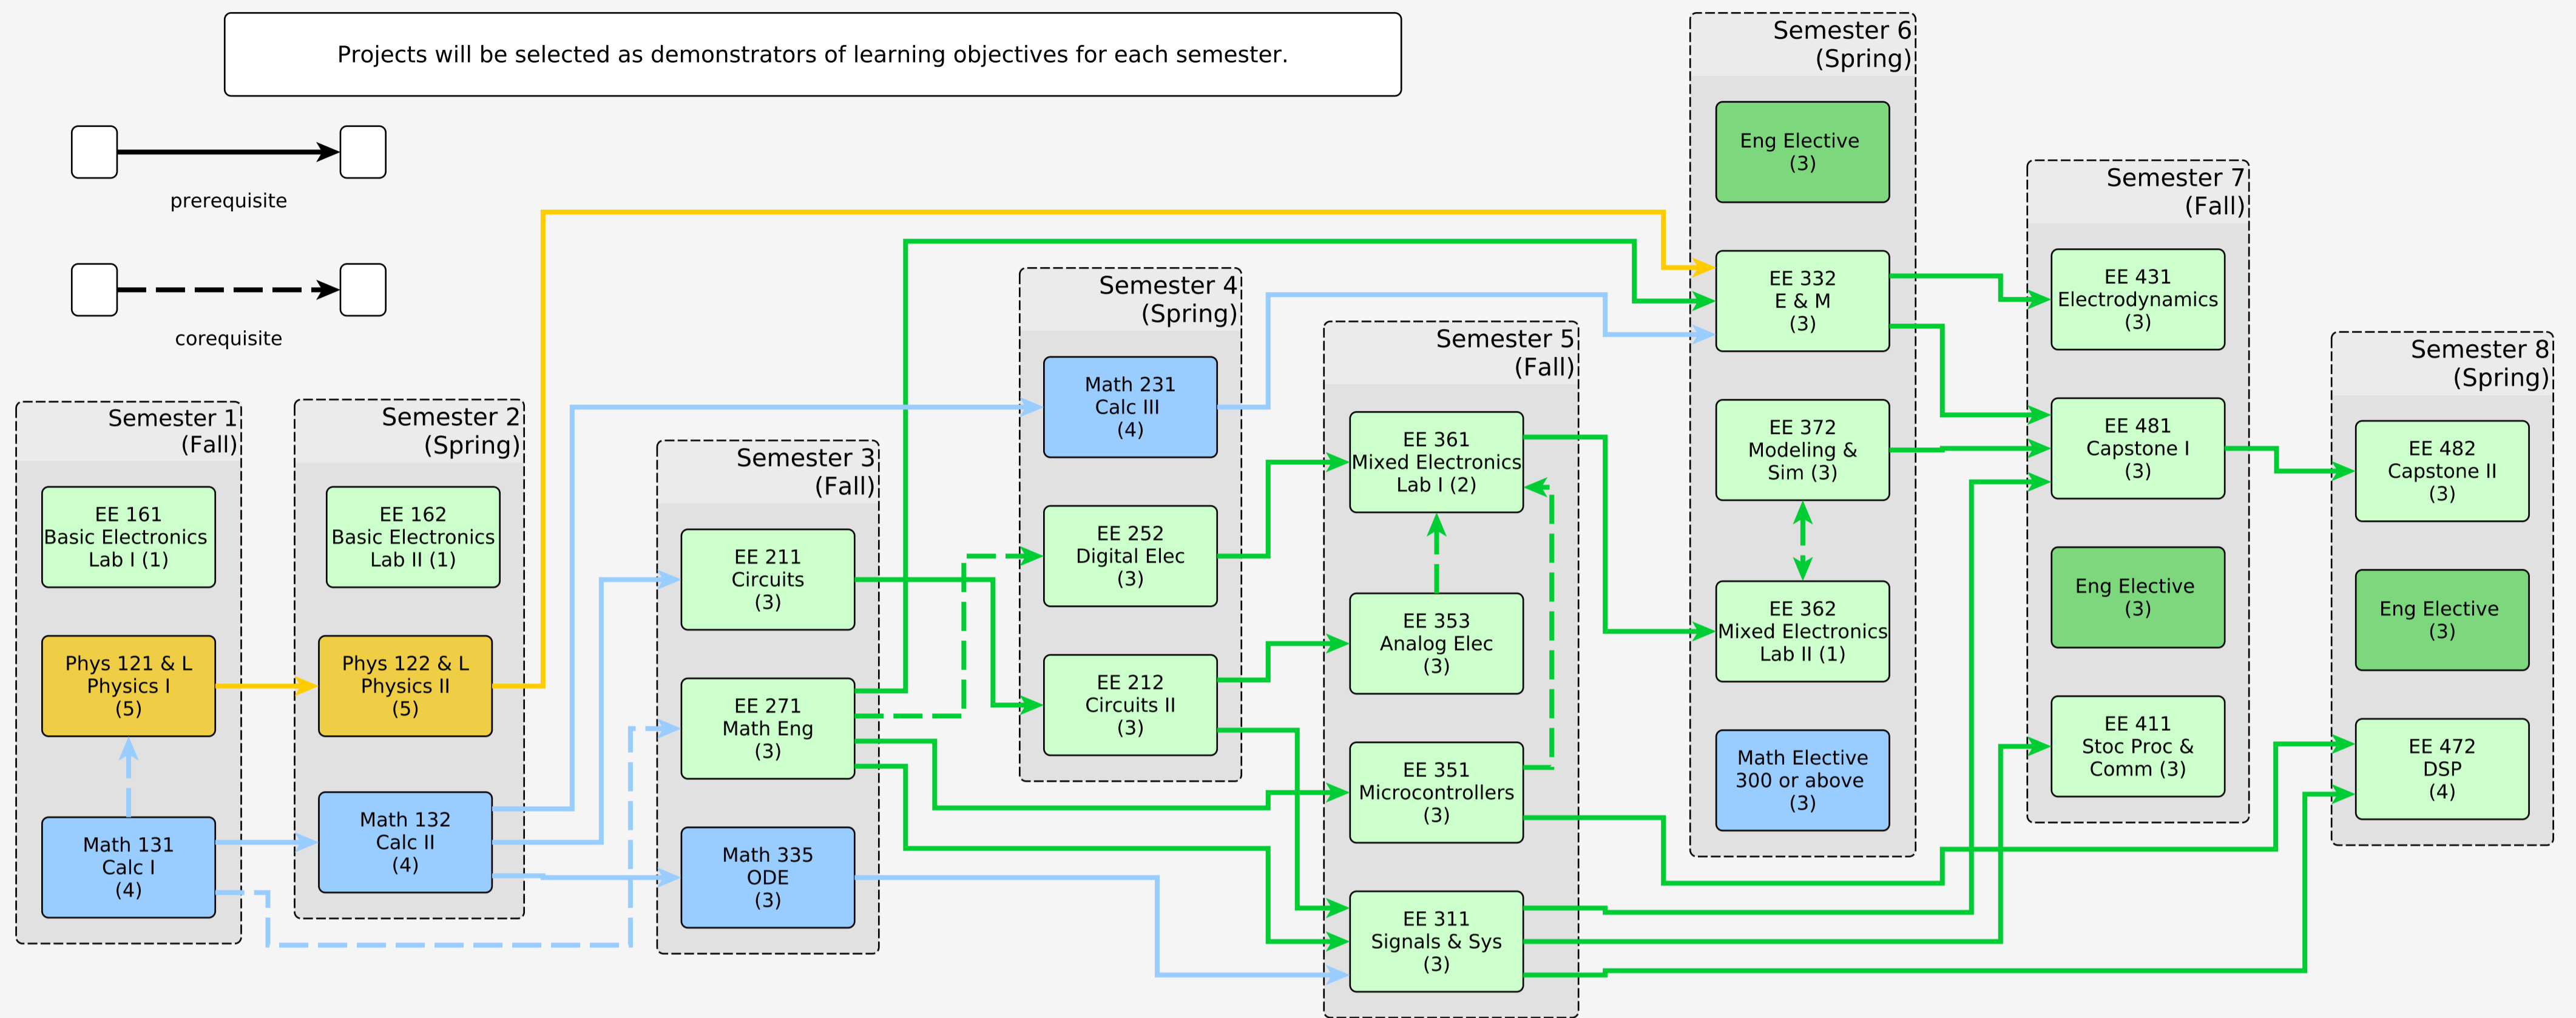 Projects will be selected as demonstrators of learning objectives for each semester.
prerequisite
corequisite
Semester 1
(Fall)
EE 161
Basic Electronics
Lab I (1)
Phys 121 & L
Physics I
(5)
Math 131
Calc I
(4)
Semester 2
(Spring)
EE 162
Basic Electronics
Lab II (1)
Phys 122 & L
Physics II
(5)
Math 132
Calc II
(4)
Semester 3
(Fall)
EE 211
Circuits
(3)
EE 271
Math Eng
(3)
Math 335
ODE
(3)
Semester 4
(Spring)
Math 231
Calc III
(4)
EE 252
Digital Elec
(3)
EE 212
Circuits II
(3)
Semester 5
(Fall)
EE 361
Mixed Electronics
Lab I (2)
EE 353
Analog Elec
(3)
EE 351
Microcontrollers
(3)
EE 311
Signals & Sys
(3)
Semester 6
(Spring)
Eng Elective
(3)
EE 332
E & M
(3)
EE 372
Modeling &
Sim (3)
EE 362
Mixed Electronics
Lab II (1)
Math Elective
300 or above
(3)
Semester 7
(Fall)
EE 431
Electrodynamics
(3)
EE 481
Capstone I
(3)
Eng Elective
(3)
EE 411
Stoc Proc &
Comm (3)
Semester 8
(Spring)
EE 482
Capstone II
(3)
Eng Elective
(3)
EE 472
DSP
(4)